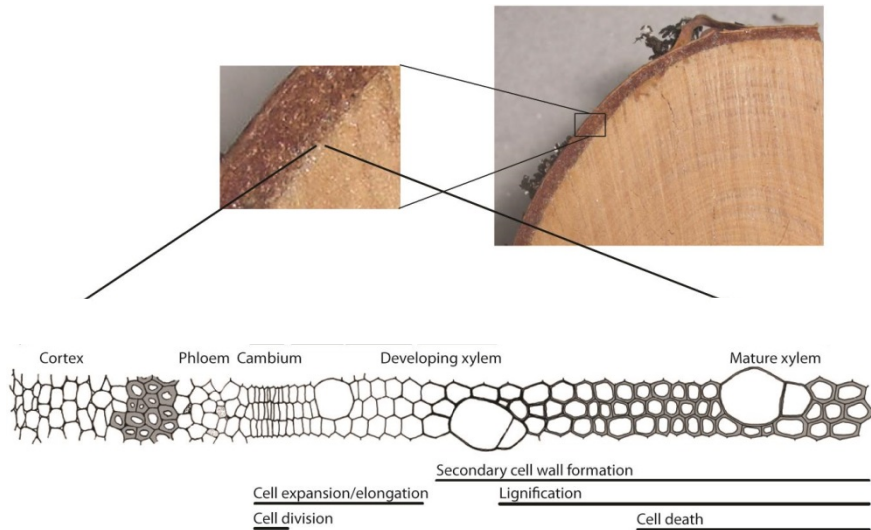 Cortex
Phloem
Cambium
Developing xylem
Mature xylem
Secondary cell wall formation
Cell expansion/elongation
Lignification
Cell division
Cell death